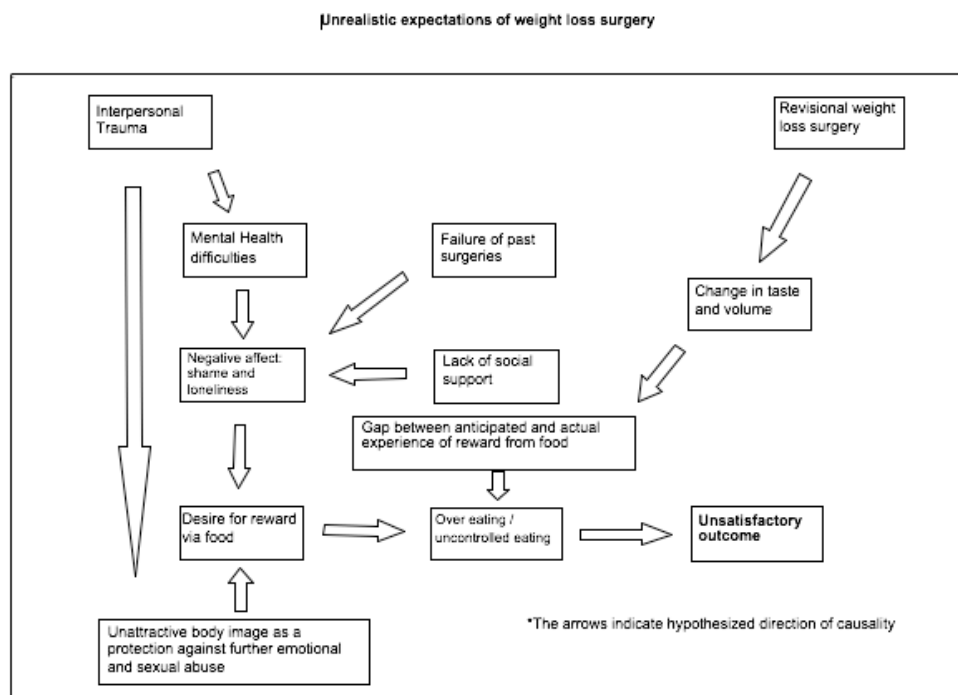 Unrealistic expectations of weight loss surgery
Interpersonal
Trauma
Revisional weight
loss surgery
Mental Health
difficulties
Failure of past
surgeries
Change in taste
and volume
Negative affect:
shame and
loneliness
Lack of social
support
Gap between anticipated and actual
experience of reward from food
Desire for reward
via food
Over eating /
uncontrolled eating
Unsatisfactory
outcome
Unattractive body image as a
protection against further emotional
and sexual abuse
*The arrows indicate hypothesized direction of causality